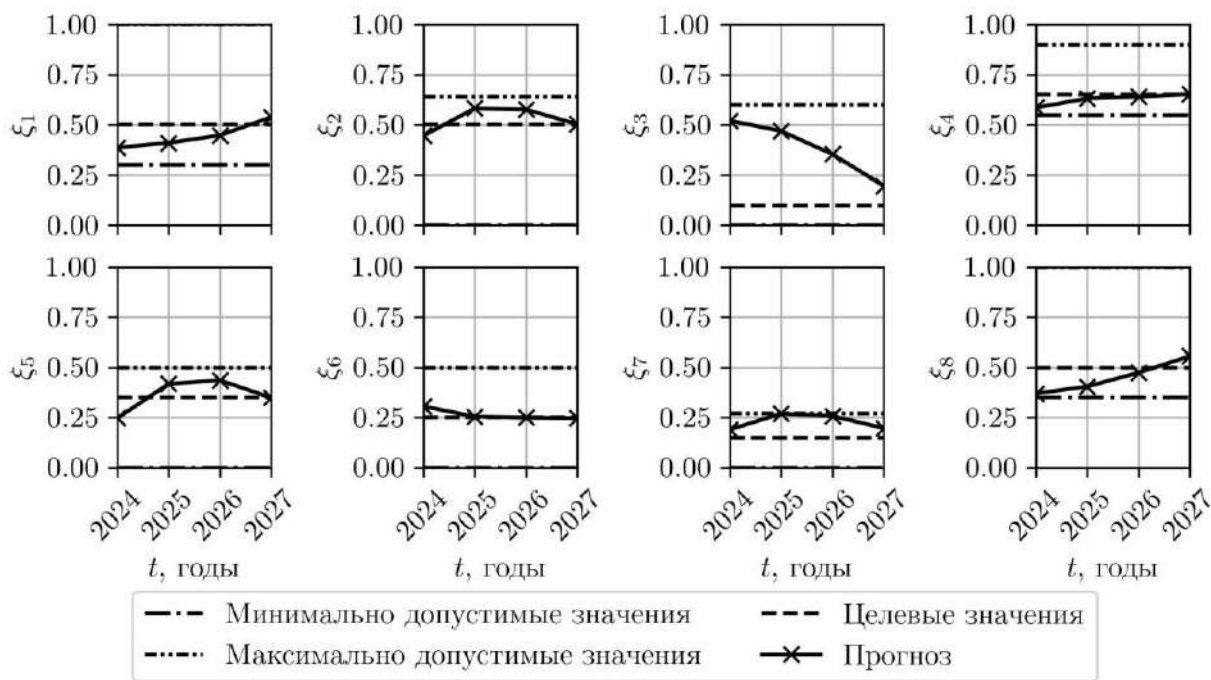 1.00 1.00 1.00 1.00
0.75 0.75 0.75 0.75
ξ1 0.50 ξ2 0.50 ξ3 0.50 ξ4 0.50
0.25 0.25 0.25 0.25
0.00 0.00 0.00 0.00
1.00 1.00 1.00 1.00
0.75 0.75 0.75 0.75
ξ5 0.50 ξ6 0.50 ξ7 0.50 ξ8 0.50
0.25 0.25 0.25 0.25
0.00 0.00 0.00 0.00
2024 2025 2026 2027 2024 2025 2026 2027 2024 2025 2026 2027 2024 2025 2026 2027
t, годы t, годы t, годы t, годы
Минимально допустимые значения Целевые значения
Максимально допустимые значения Прогноз